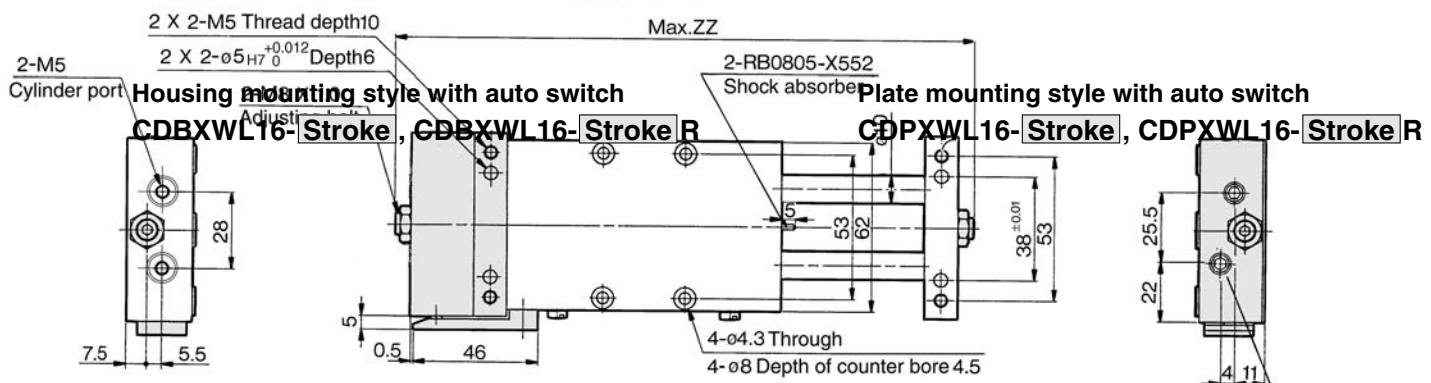 2 X 2-M5 Thread depth10
Max.ZZ
2 X 2-ø5H7 +0.012 0 Depth6
2-M5
Cylinder port
2-RB0805-X552
Shock absorber
Housing mounting style with auto switch
CDBXWL16- Stroke , CDBXWL16- Stroke R
Adjusting bolt
Plate mounting style with auto switch
CDPXWL16- Stroke , CDPXWL16- Stroke R
28
5
53
62
38±0.01
53
25.5
22
5
7.5
5.5
0.5
46
4-ø4.3 Through
4-ø8 Depth of counter bore 4.5
4
11